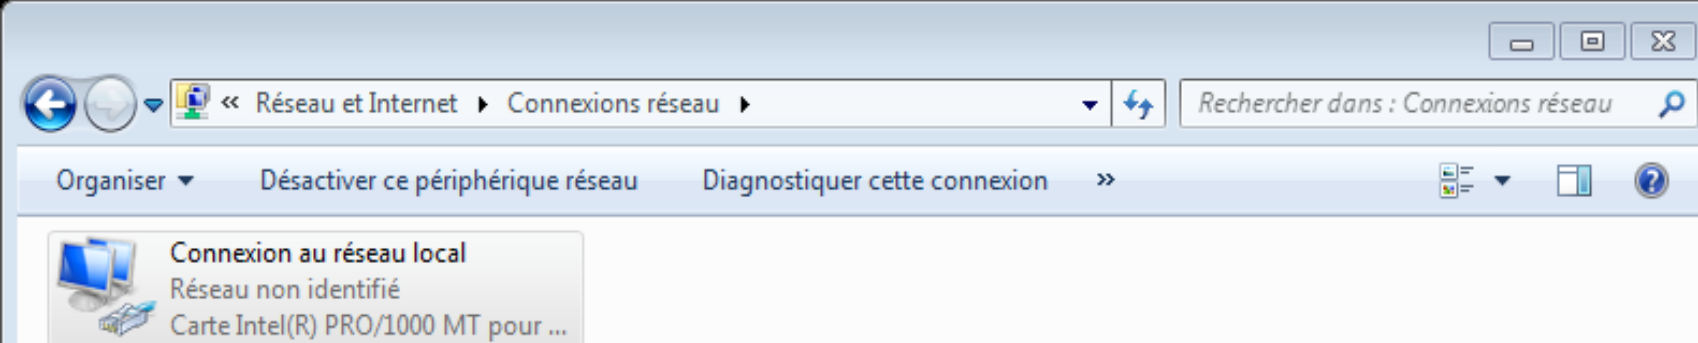 « Réseau et Internet Connexions réseau
Rechercher dans : Connexions réseau
Organiser Désactiver ce périphérique réseau Diagnostiquer cette connexion »
Connexion au réseau local
Réseau non identifié
Carte Intel(R) PRO/1000 MT pour ...